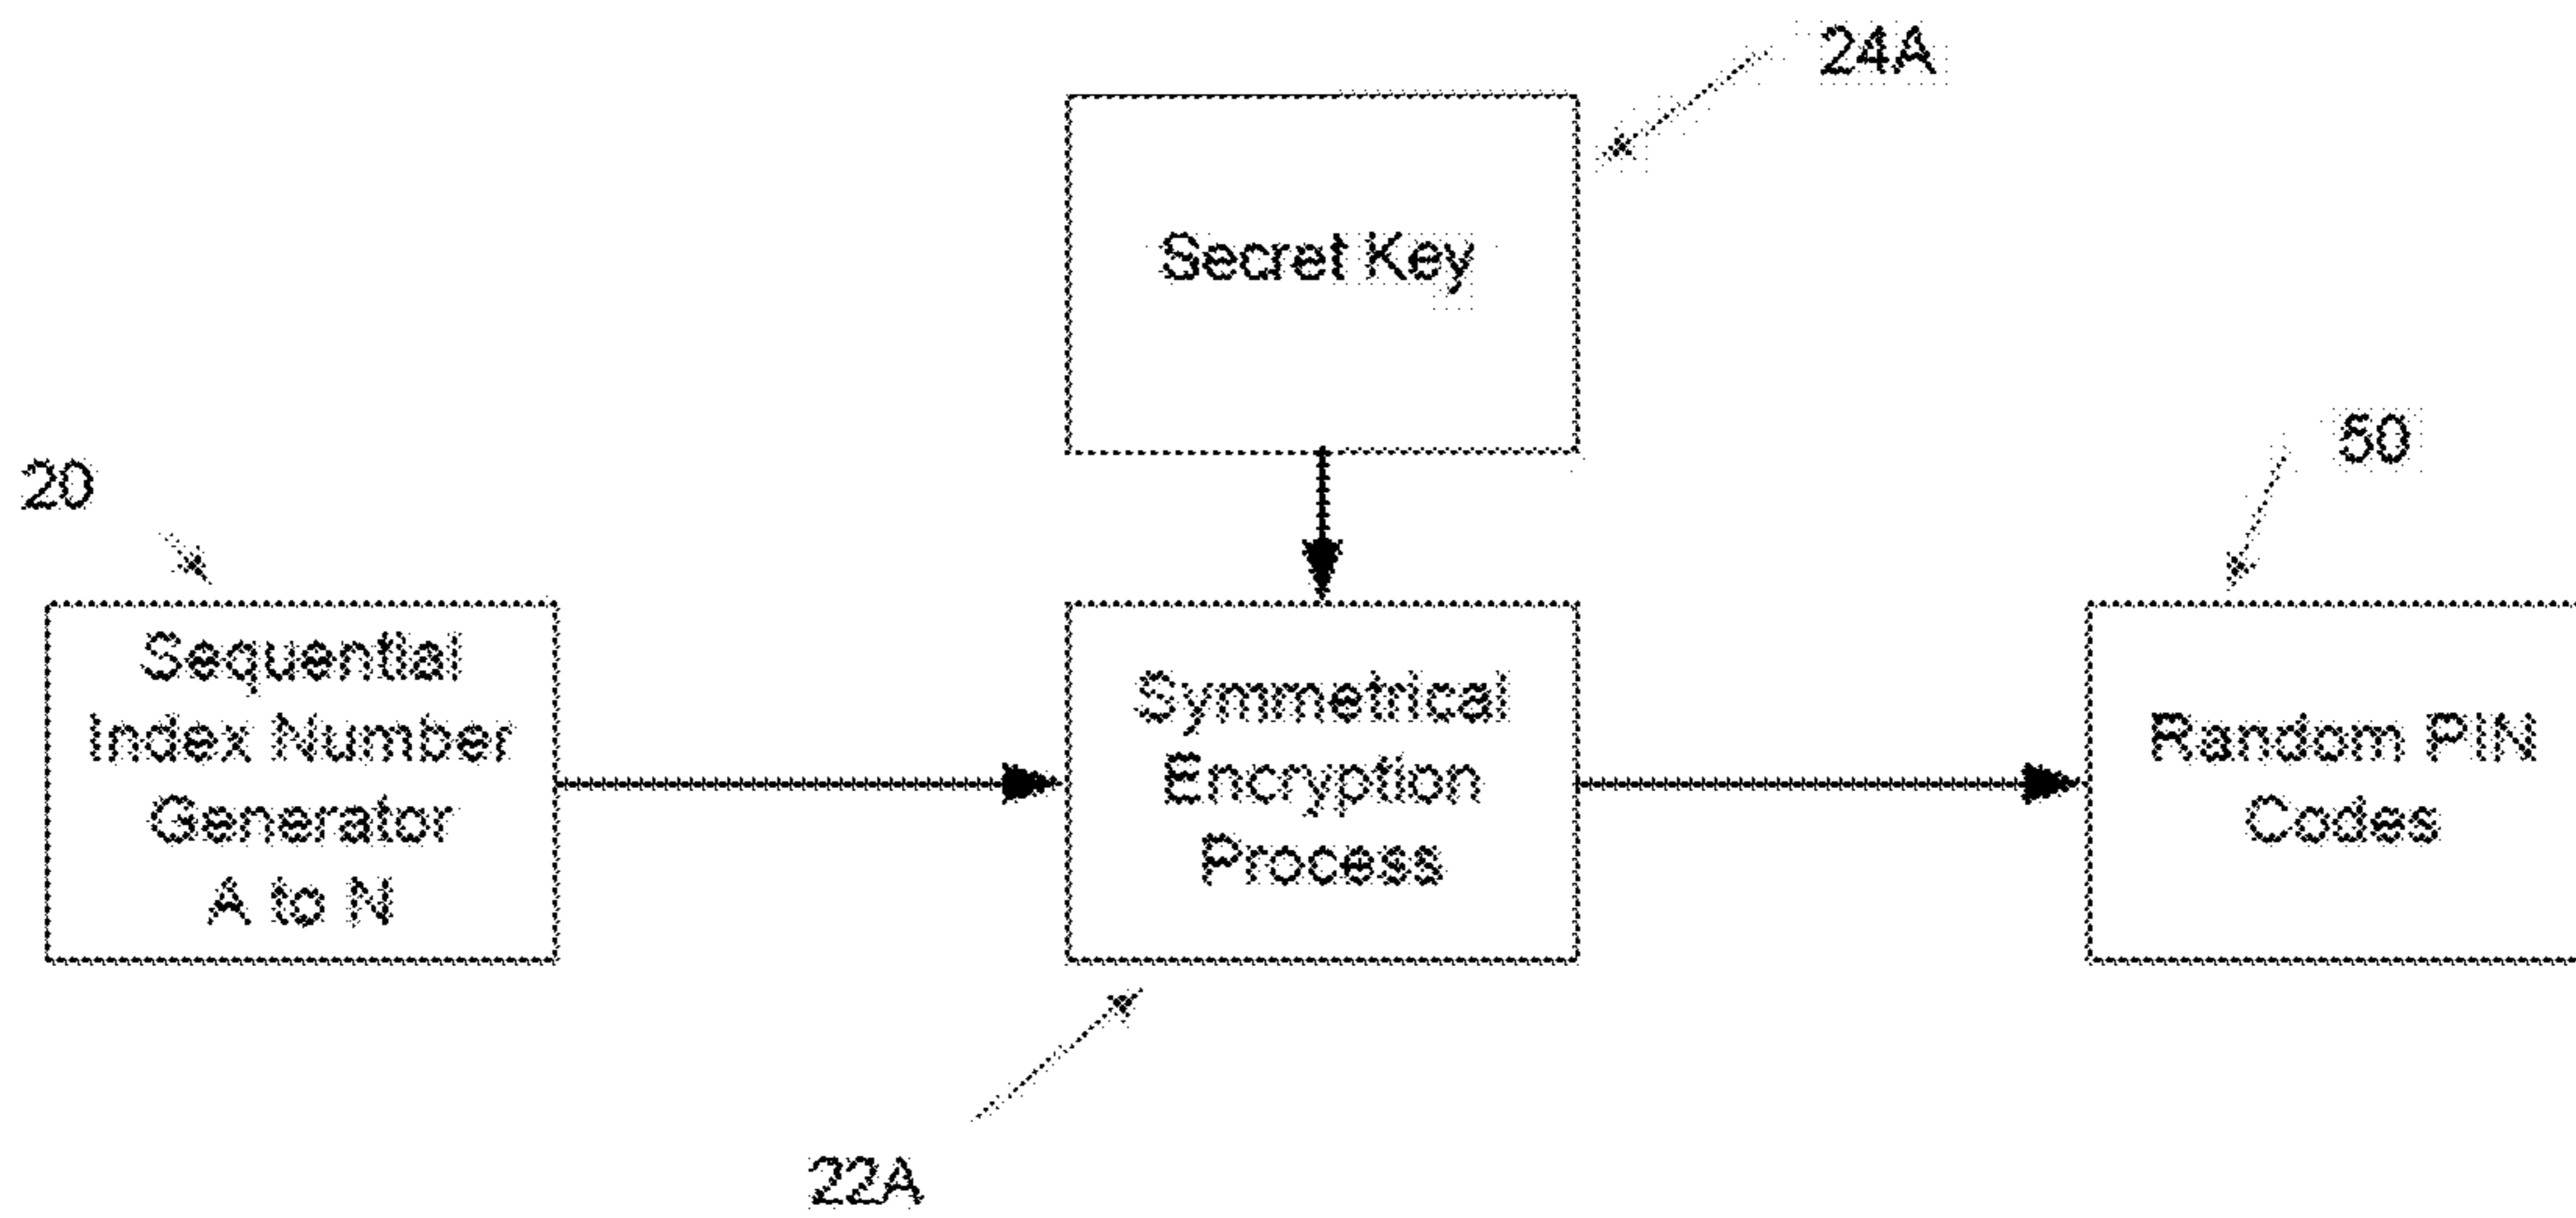 24A
Secret Key
20
50
Sequential
Index Number
Generator
A to N
Symmetrical
Encryption
Process
Random PIN
Codes
22A